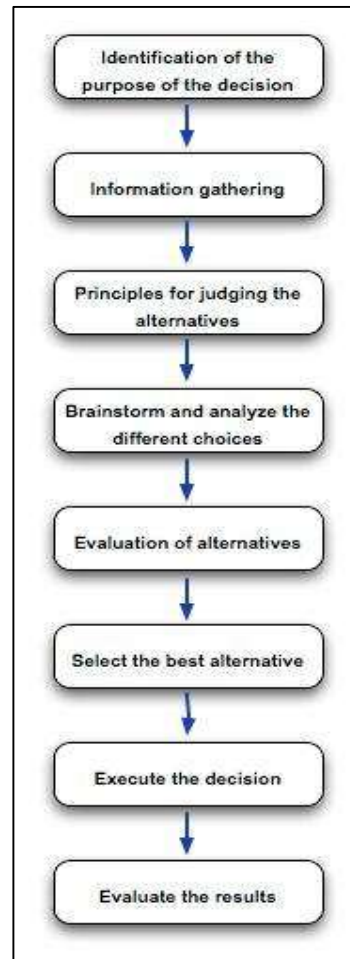 Identification of the
purpose of the decision
Information gathering
Principles for judging the
alternatives
Brainstorm and analyze the
different choices
Evaluation of alternatives
Select the best alternative
Execute the decision
Evaluate the results